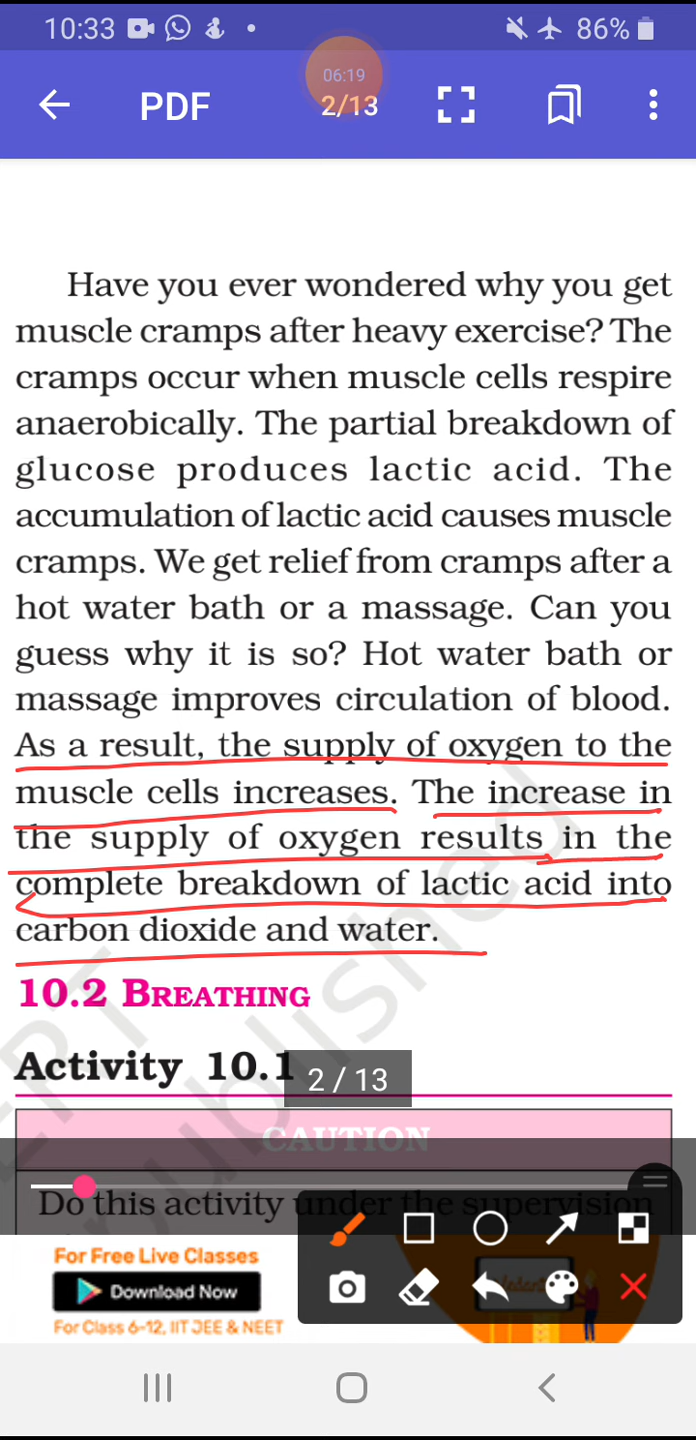 10:33 86%
06:19
PDF 2/13
Have you ever wondered why you get
muscle cramps after heavy exercise? The
cramps occur when muscle cells respire
anaerobically. The partial breakdown of
glucose produces lactic acid. The
accumulation of lactic acid causes muscle
cramps. We get relief from cramps after a
hot water bath or a massage. Can you
guess why it is so? Hot water bath or
massage improves circulation of blood.
As a result, the supply of oxygen to the
muscle cells increases. The increase in
the supply of oxygen results in the
complete breakdown of lactic acid into
carbon dioxide and water.
10.2 BREATHING
Activity 10.1
2 / 13
CAUTION
Do this activity under the supervision
For Free Live Classes
Download Now
For Class 6-12, IIT JEE & NEET